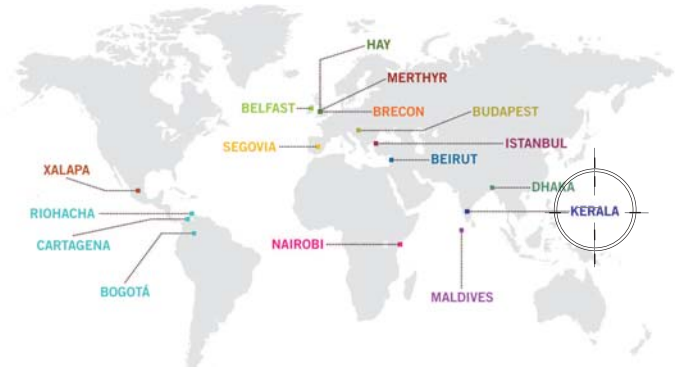 HAY
MERTHYR
BELFAST
BRECON
BUDAPEST
SEGOVIA
ISTANBUL
BEIRUT
XALAPA
DHAKA
RIOHACHA
KERALA
CARTAGENA
NAIROBI
BOGOTÁ
MALDIVES